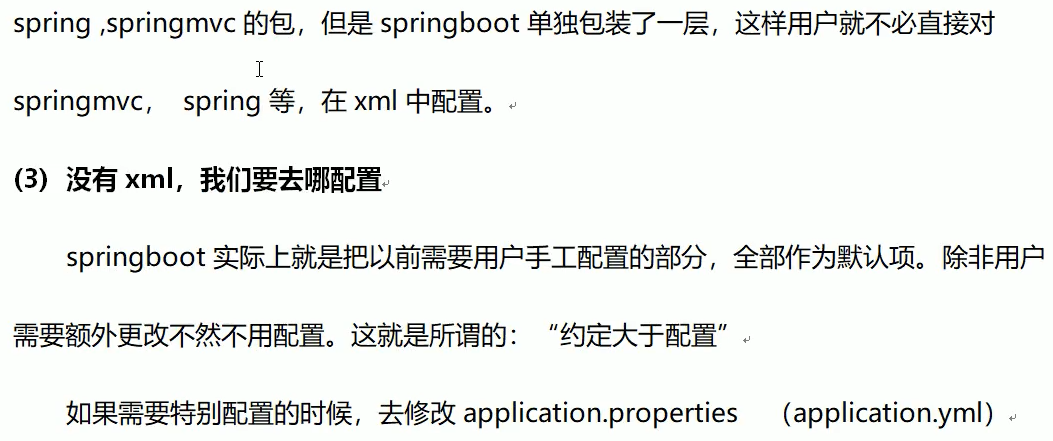 spring ,springmvc 的包，但是 springboot 单独包装了一层，这样用户就不必直接对
springmvc， spring 等，在 xml 中配置。
(3) 没有 xml，我们要去哪配置
springboot 实际上就是把以前需要用户手工配置的部分，全部作为默认项。除非用户
需要额外更改不然不用配置。这就是所谓的：“约定大于配置”
如果需要特别配置的时候，去修改 application.properties （application.yml）